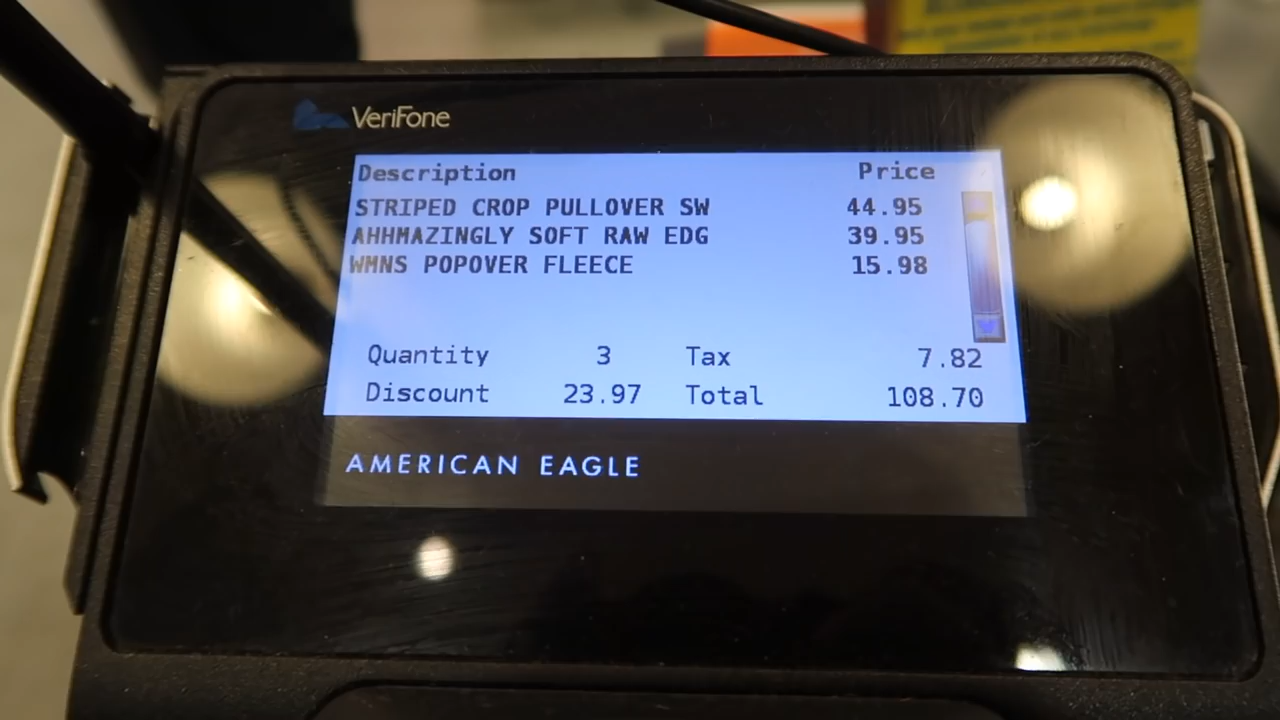 VeriFone
Description Price
STRIPED CROP PULLOVER SW 44.95
AHHMAZINGLY SOFT RAW EDG 39.95
WMNS POPOVER FLEECE 15.98
Quantity 3 Tax 7.82
Discount 23.97 Total 108.70
AMERICAN EAGLE